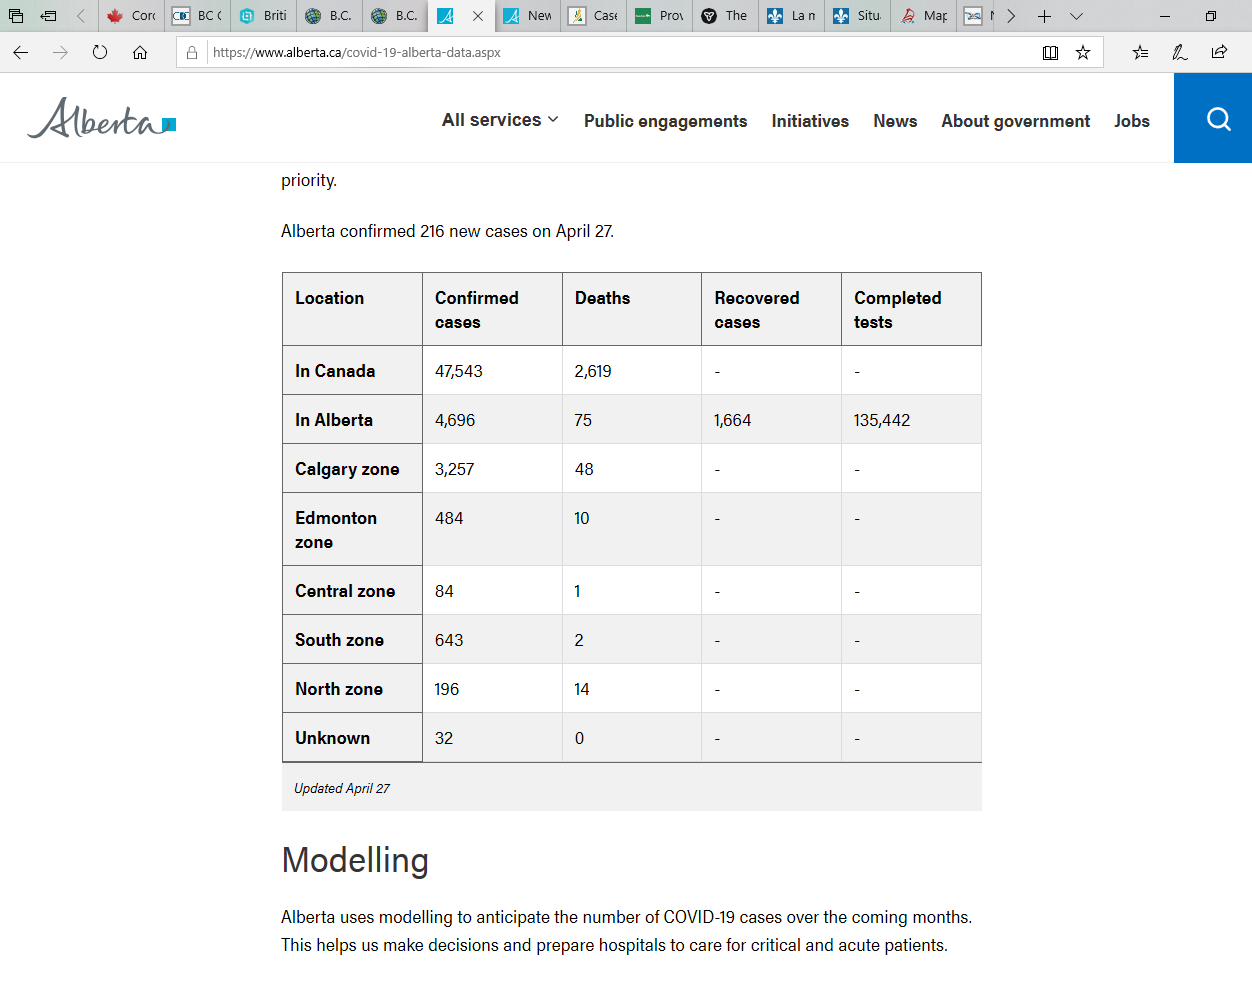 Corc
BC C
Briti
B.C.
B.C.
New
Case
Prov
The
La m
Situ
Map
https://www.alberta.ca/covid-19-alberta-data.aspx
Alberta
All services
Public engagements
Initiatives
News
About government
Jobs
priority.
Alberta confirmed 216 new cases on April 27.
Location Confirmed cases Deaths Recovered cases Completed tests
In Canada 47,543 2,619 - -
In Alberta 4,696 75 1,664 135,442
Calgary zone 3,257 48 - -
Edmonton zone 484 10 - -
Central zone 84 1 - -
South zone 643 2 - -
North zone 196 14 - -
Unknown 32 0 - -
Updated April 27
Modelling
Alberta uses modelling to anticipate the number of COVID-19 cases over the coming months.
This helps us make decisions and prepare hospitals to care for critical and acute patients.